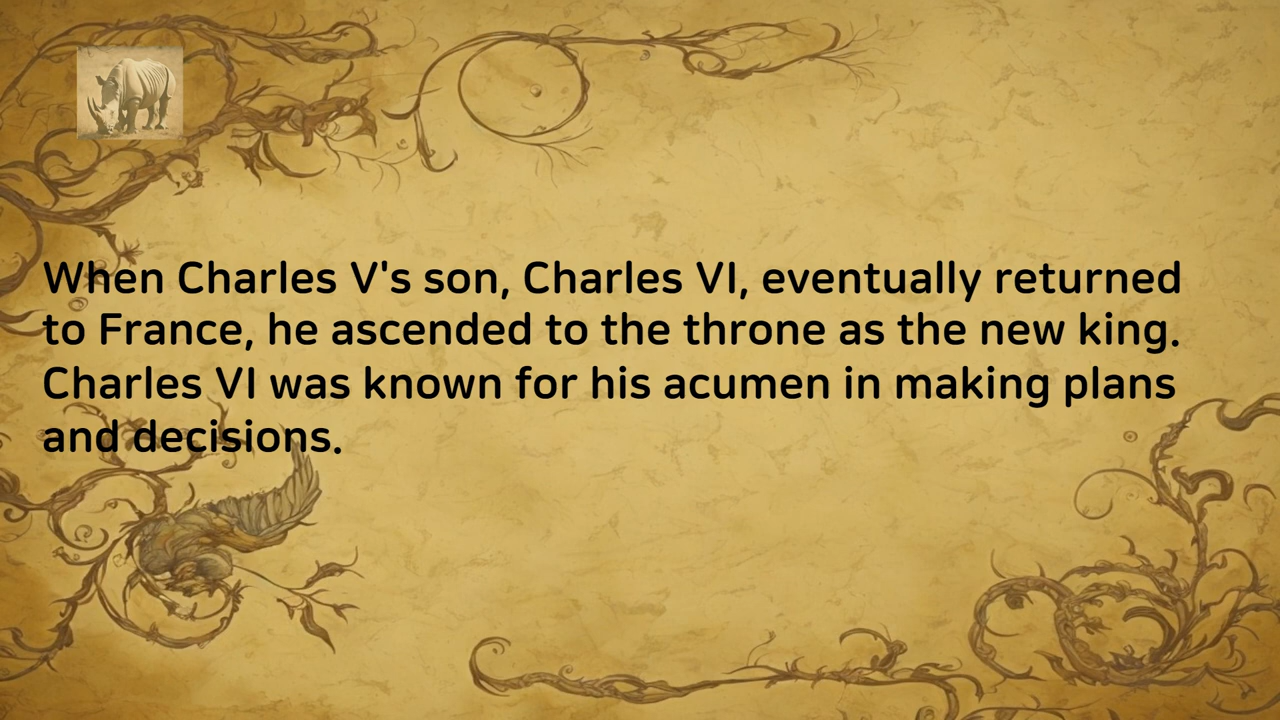 When Charles V's son, Charles VI, eventually returned
to France, he ascended to the throne as the new king.
Charles VI was known for his acumen in making plans
and decisions.